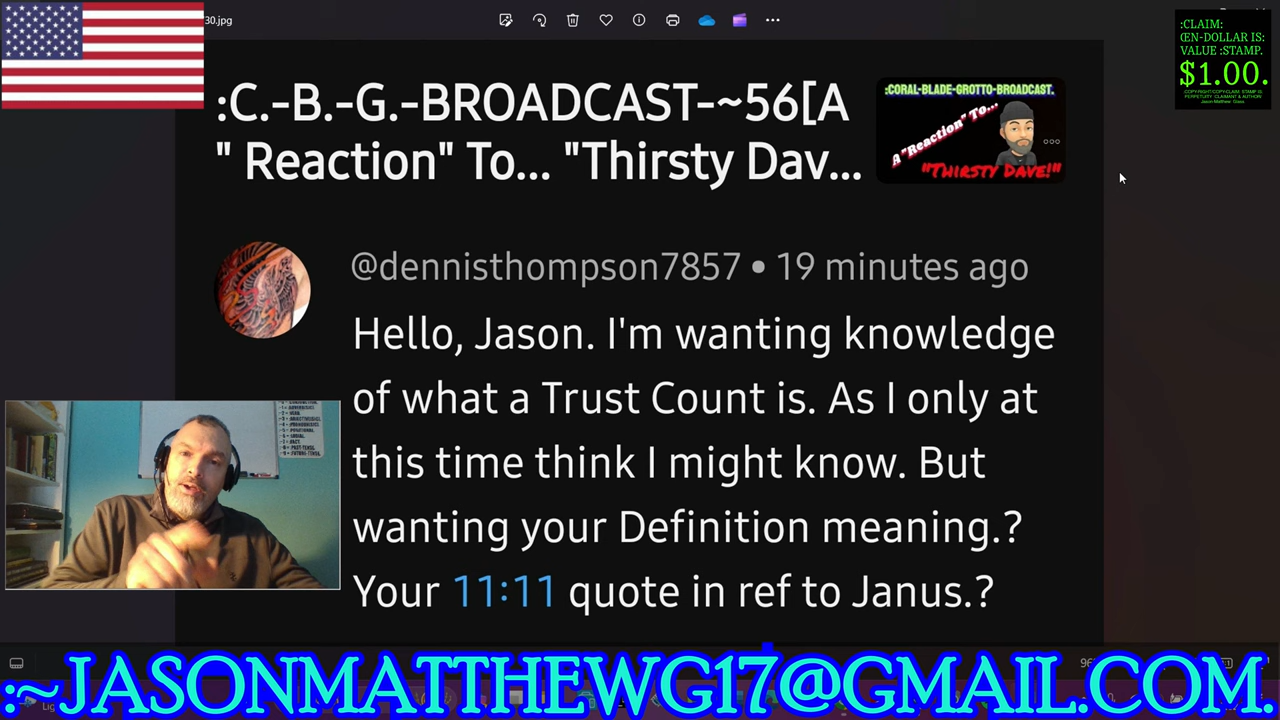 30.jpg
:CLAIM:
ŒN-DOLLAR IS:
VALUE :STAMP.
$1.00.
:C.-B.-G.-BROADCAST-~56[A
" Reaction" To... "Thirsty Dav...
:CORAL-BLADE-GROTTO-BROADCAST.
A "Reaction" To...
"THIRSTY DAVE!"
@dennisthompson7857 • 19 minutes ago
Hello, Jason. I'm wanting knowledge
of what a Trust Count is. As I only at
this time think I might know. But
wanting your Definition meaning.?
Your 11:11 quote in ref to Janus.?
:~JASONMATTHEWG17@GMAIL.COM.